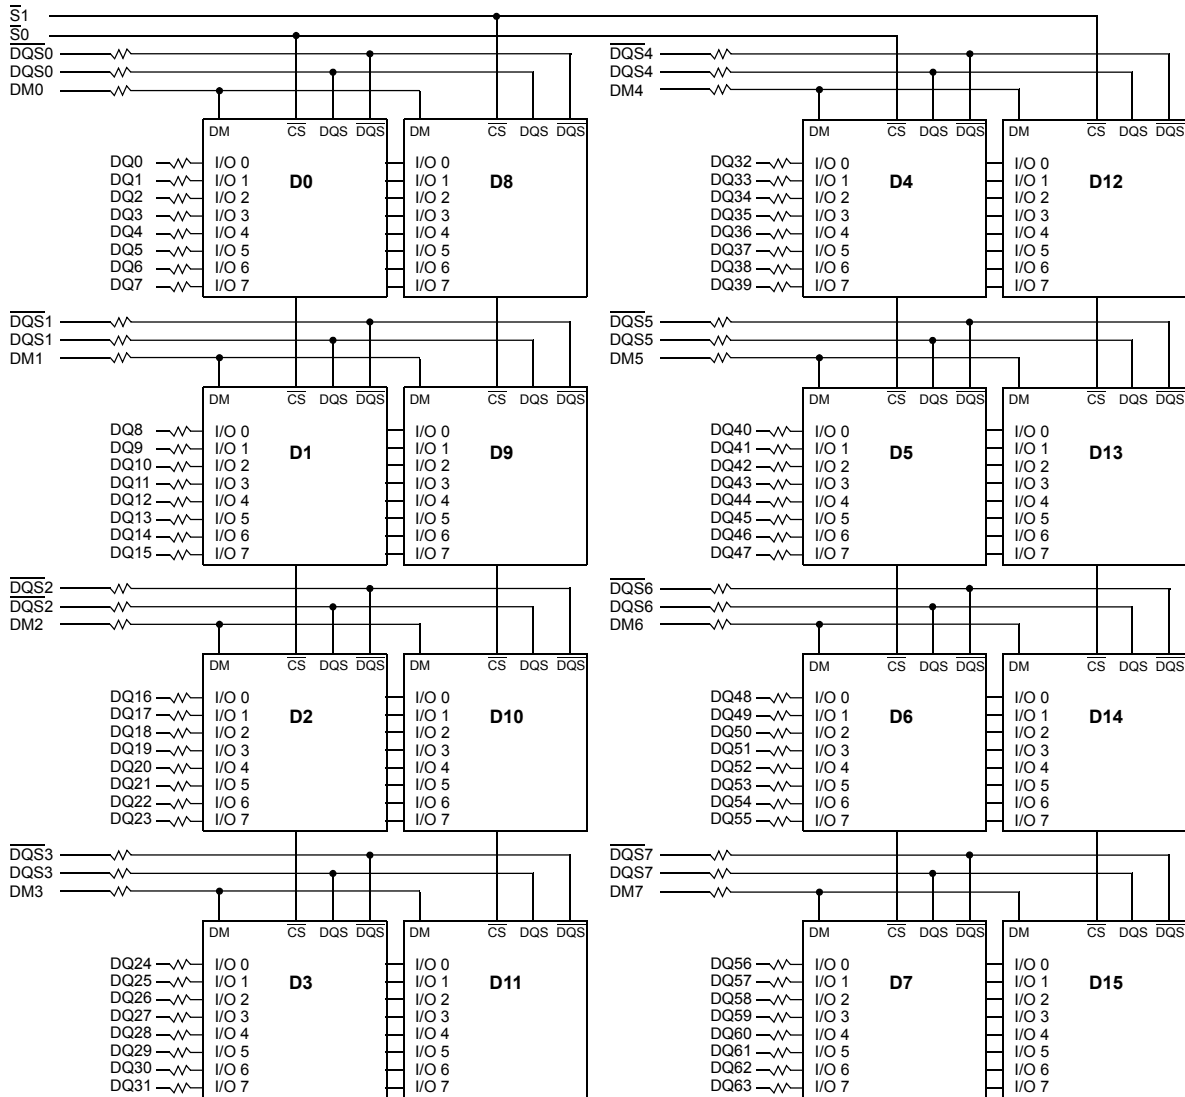 S1
S0
DQS0
DQS0
DM0
DM CS DQS DQS DM CS DQS DQS
DQ0 I/O 0 I/O 0
DQ1 I/O 1 D0 I/O 1 D8
DQ2 I/O 2 I/O 2
DQ3 I/O 3 I/O 3
DQ4 I/O 4 I/O 4
DQ5 I/O 5 I/O 5
DQ6 I/O 6 I/O 6
DQ7 I/O 7 I/O 7
DQS4
DQS4
DM4
DM CS DQS DQS DM CS DQS DQS
DQ32 I/O 0 I/O 0
DQ33 I/O 1 D4 I/O 1 D12
DQ34 I/O 2 I/O 2
DQ35 I/O 3 I/O 3
DQ36 I/O 4 I/O 4
DQ37 I/O 5 I/O 5
DQ38 I/O 6 I/O 6
DQ39 I/O 7 I/O 7
DQS1
DQS1
DM1
DM CS DQS DQS DM CS DQS DQS
DQ8 I/O 0 I/O 0
DQ9 I/O 1 D1 I/O 1 D9
DQ10 I/O 2 I/O 2
DQ11 I/O 3 I/O 3
DQ12 I/O 4 I/O 4
DQ13 I/O 5 I/O 5
DQ14 I/O 6 I/O 6
DQ15 I/O 7 I/O 7
DQS5
DQS5
DM5
DM CS DQS DQS DM CS DQS DQS
DQ40 I/O 0 I/O 0
DQ41 I/O 1 D5 I/O 1 D13
DQ42 I/O 2 I/O 2
DQ43 I/O 3 I/O 3
DQ44 I/O 4 I/O 4
DQ45 I/O 5 I/O 5
DQ46 I/O 6 I/O 6
DQ47 I/O 7 I/O 7
DQS2
DQS2
DM2
DM CS DQS DQS DM CS DQS DQS
DQ16 I/O 0 I/O 0
DQ17 I/O 1 D2 I/O 1 D10
DQ18 I/O 2 I/O 2
DQ19 I/O 3 I/O 3
DQ20 I/O 4 I/O 4
DQ21 I/O 5 I/O 5
DQ22 I/O 6 I/O 6
DQ23 I/O 7 I/O 7
DQS6
DQS6
DM6
DM CS DQS DQS DM CS DQS DQS
DQ48 I/O 0 I/O 0
DQ49 I/O 1 D6 I/O 1 D14
DQ50 I/O 2 I/O 2
DQ51 I/O 3 I/O 3
DQ52 I/O 4 I/O 4
DQ53 I/O 5 I/O 5
DQ54 I/O 6 I/O 6
DQ55 I/O 7 I/O 7
DQS3
DQS3
DM3
DM CS DQS DQS DM CS DQS DQS
DQ24 I/O 0 I/O 0
DQ25 I/O 1 D3 I/O 1 D11
DQ26 I/O 2 I/O 2
DQ27 I/O 3 I/O 3
DQ28 I/O 4 I/O 4
DQ29 I/O 5 I/O 5
DQ30 I/O 6 I/O 6
DQ31 I/O 7 I/O 7
DQS7
DQS7
DM7
DM CS DQS DQS DM CS DQS DQS
DQ56 I/O 0 I/O 0
DQ57 I/O 1 D7 I/O 1 D15
DQ58 I/O 2 I/O 2
DQ59 I/O 3 I/O 3
DQ60 I/O 4 I/O 4
DQ61 I/O 5 I/O 5
DQ62 I/O 6 I/O 6
DQ63 I/O 7 I/O 7